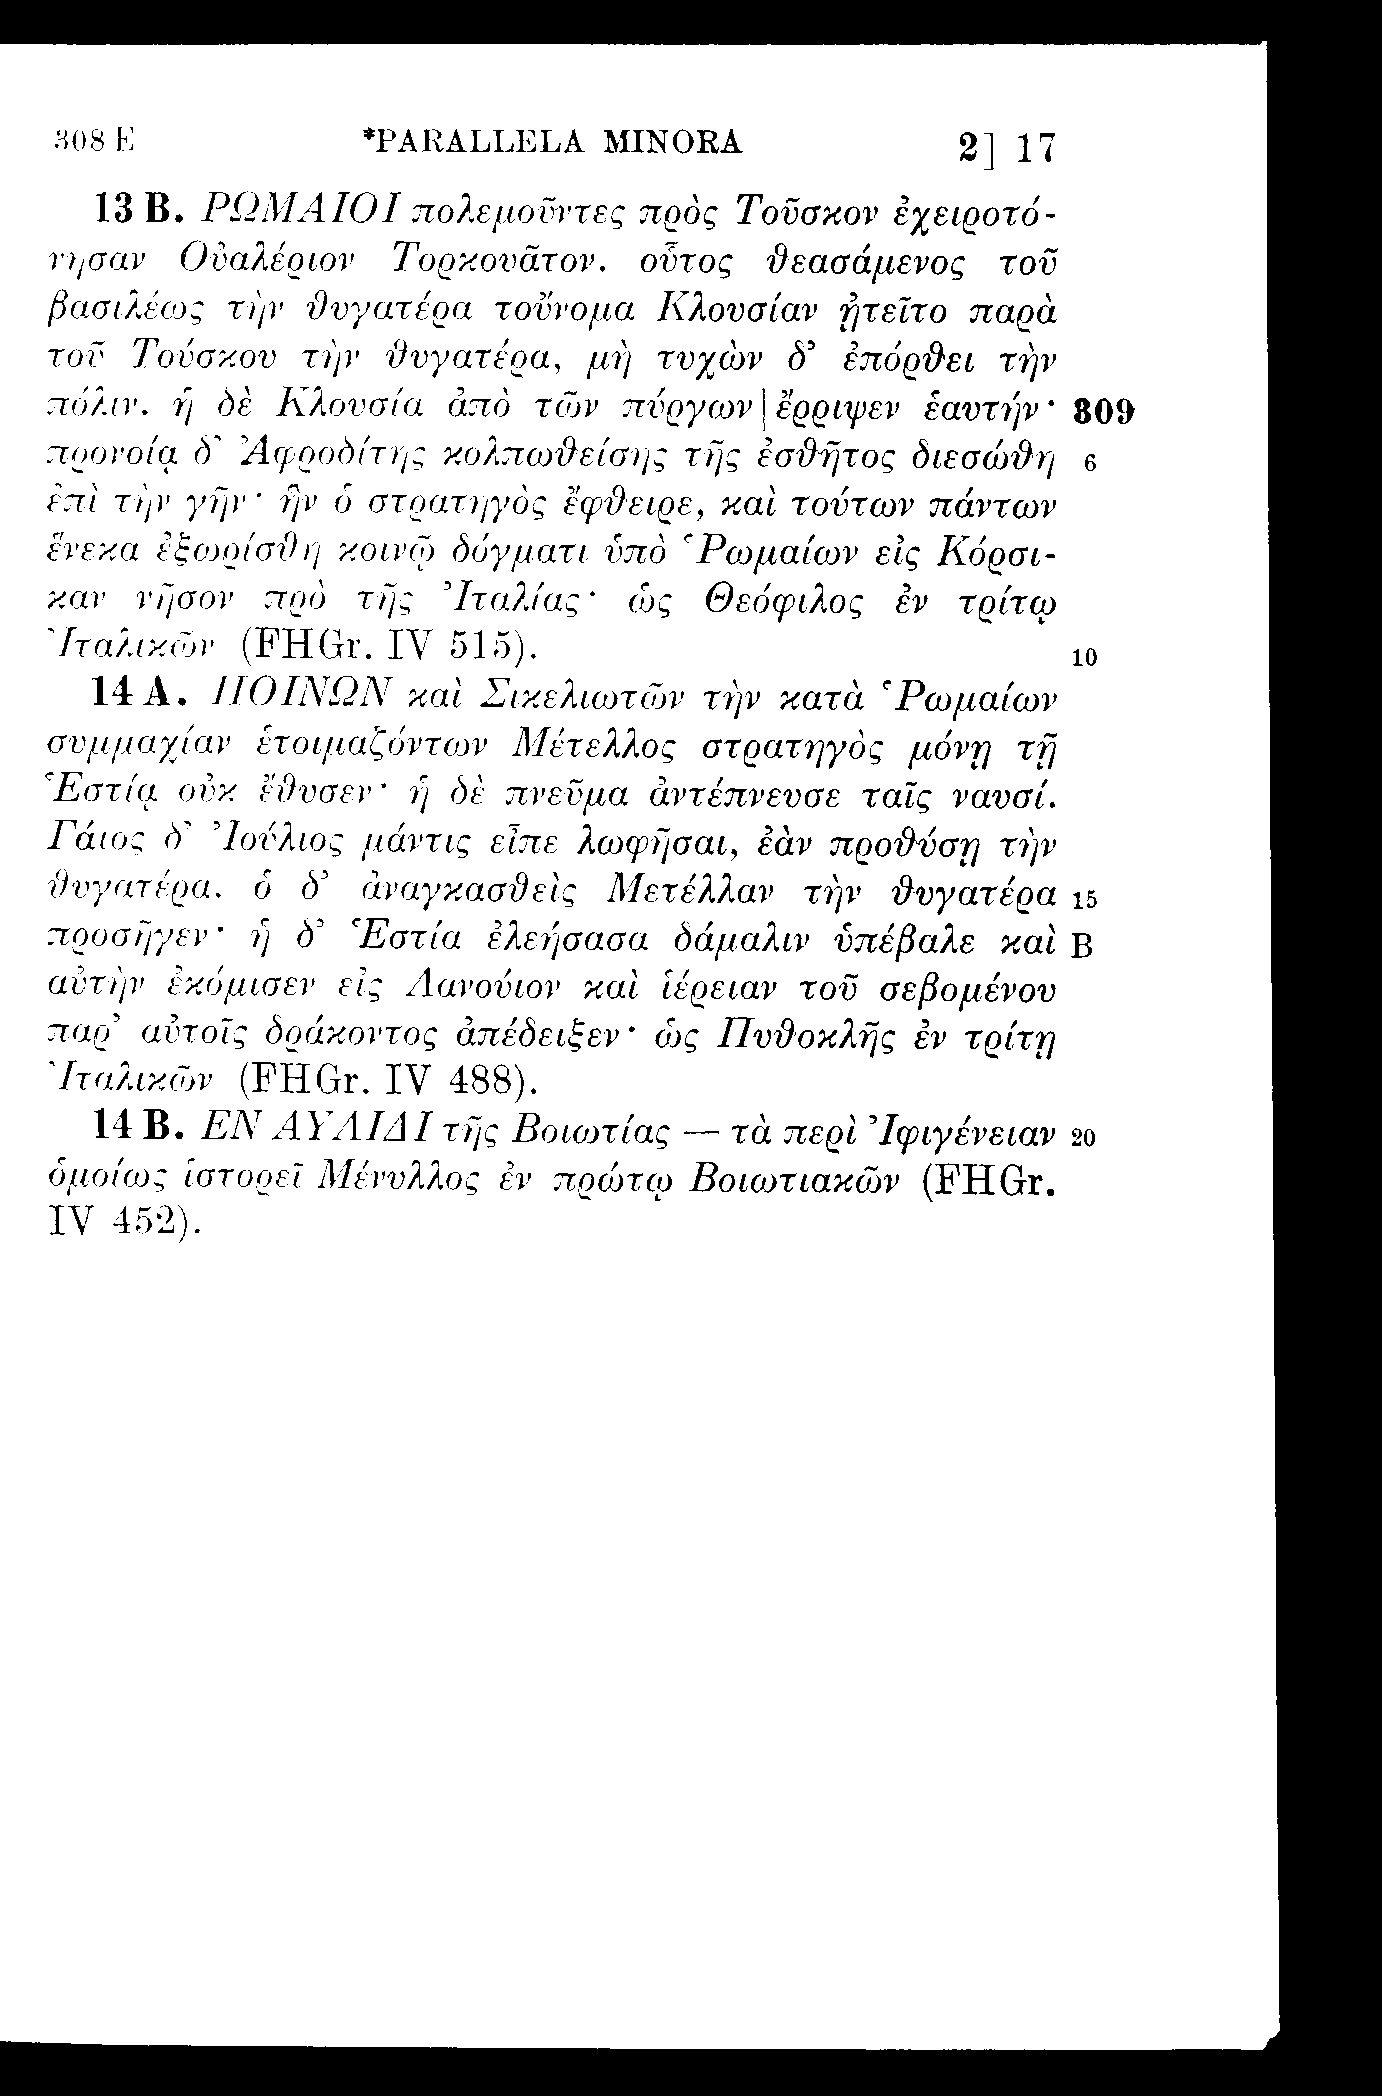 308 E *PARALLELA MINORA 2] 17
13 B. ΡΩΜΑΙΟΙ πολεμοῦντες πρὸς Τοῦσκον ἐχειροτό-
νησαν Οὐαλέριον Τορκουᾶτον. οὗτος θεασάμενος τοῦ
βασιλέως τὴν θυγατέρα τοὔνομα Κλουσίαν ᾐτεῖτο παρὰ
τοῦ Τούσκου τὴν θυγατέρα, μὴ τυχὼν δ’ ἐπόρθει τὴν
πόλιν. ἡ δὲ Κλουσία ἀπὸ τῶν πύργων | ἔρριψεν ἑαυτήν· 309
προνοίᾳ δ’ Ἀφροδίτης κολπωθείσης τῆς ἐσθῆτος διεσώθη 6
ἐπὶ τὴν γῆν· ἣν ὁ στρατηγὸς ἔφθειρε, καὶ τούτων πάντων
ἕνεκα ἐξωρίσθη κοινῷ δόγματι ὑπὸ Ῥωμαίων εἰς Κόρσι-
καν νῆσον πρὸ τῆς Ἰταλίας· ὡς Θεόφιλος ἐν τρίτῳ
Ἰταλικῶν (FHGr. IV 515). 10
14 A. ΠΟΙΝΩΝ καὶ Σικελιωτῶν τὴν κατὰ Ῥωμαίων
συμμαχίαν ἑτοιμαζόντων Μέτελλος στρατηγὸς μόνῃ τῇ
Ἑστίᾳ οὐκ ἔθυσεν· ἡ δὲ πνεῦμα ἀντέπνευσε ταῖς ναυσί.
Γάιος δ’ Ἰούλιος μάντις εἶπε λωφῆσαι, ἐὰν προθύσῃ τὴν
θυγατέρα. ὁ δ’ ἀναγκασθεὶς Μετέλλαν τὴν θυγατέρα 15
προσῆγεν· ἡ δ’ Ἑστία ἐλεήσασα δάμαλιν ὑπέβαλε καὶ B
αὐτὴν ἐκόμισεν εἰς Λανούιον καὶ ἱέρειαν τοῦ σεβομένου
παρ’ αὐτοῖς δράκοντος ἀπέδειξεν· ὡς Πυθοκλῆς ἐν τρίτῃ
Ἰταλικῶν (FHGr. IV 488).
14 B. ΕΝ ΑΥΛΙΔΙ τῆς Βοιωτίας — τὰ περὶ Ἰφιγένειαν 20
ὁμοίως ἱστορεῖ Μένυλλος ἐν πρώτῳ Βοιωτιακῶν (FHGr.
IV 452).